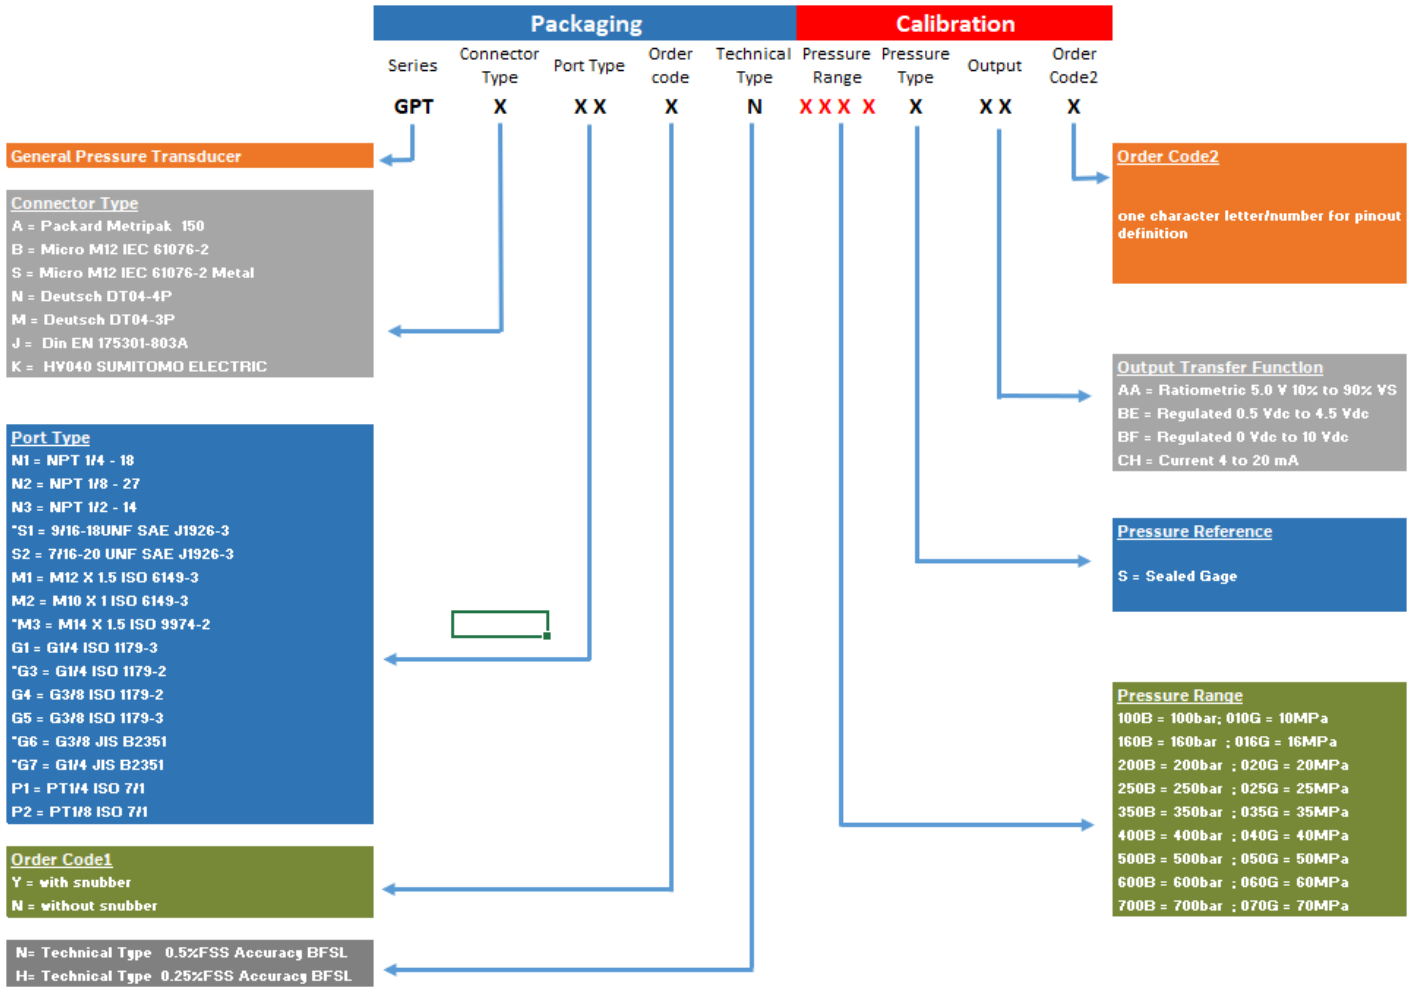 Packaging
Calibration
Series
Connector Type
Port Type
Order code
Technical Type
Pressure Range
Pressure Type
Output
Order Code2
GPT
X
X X
X
N
X X X X
X
X X
X
General Pressure Transducer
Connector Type
A = Packard Metripak 150
B = Micro M12 IEC 61076-2
S = Micro M12 IEC 61076-2 Metal
N = Deutsch DT04-4P
M = Deutsch DT04-3P
J = Din EN 175301-803A
K = HV040 SUMITOMO ELECTRIC
Port Type
N1 = NPT 1/4 - 18
N2 = NPT 1/8 - 27
N3 = NPT 1/2 - 14
*S1 = 9/16-18UNF SAE J1926-3
S2 = 7/16-20 UNF SAE J1926-3
M1 = M12 X 1.5 ISO 6149-3
M2 = M10 X 1 ISO 6149-3
*M3 = M14 X 1.5 ISO 9974-2
G1 = G1/4 ISO 1179-3
*G3 = G1/4 ISO 1179-2
G4 = G3/8 ISO 1179-2
G5 = G3/8 ISO 1179-3
*G6 = G3/8 JIS B2351
*G7 = G1/4 JIS B2351
P1 = PT1/4 ISO 7/1
P2 = PT1/8 ISO 7/1
Order Code1
Y = with snubber
N = without snubber
N= Technical Type 0.5%FSS Accuracy BFSL
H= Technical Type 0.25%FSS Accuracy BFSL
Order Code2
one character letter/number for pinout
definition
Output Transfer Function
AA = Ratiometric 5.0 V 10% to 90% VS
BE = Regulated 0.5 Vdc to 4.5 Vdc
BF = Regulated 0 Vdc to 10 Vdc
CH = Current 4 to 20 mA
Pressure Reference
S = Sealed Gage
Pressure Range
100B = 100bar; 010G = 10MPa
160B = 160bar ; 016G = 16MPa
200B = 200bar ; 020G = 20MPa
250B = 250bar ; 025G = 25MPa
350B = 350bar ; 035G = 35MPa
400B = 400bar ; 040G = 40MPa
500B = 500bar ; 050G = 50MPa
600B = 600bar ; 060G = 60MPa
700B = 700bar ; 070G = 70MPa